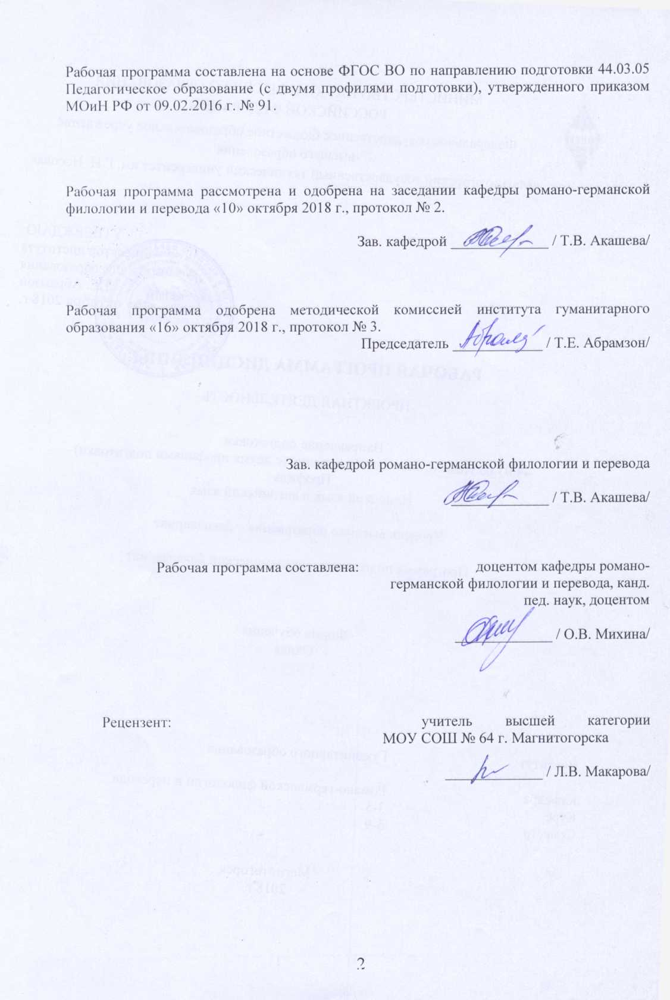 Рабочая программа составлена на основе ФГОС ВО по направлению подготовки 44.03.05
Педагогическое образование (с двумя профилями подготовки), утвержденного приказом
МОиН РФ от 09.02.2016 г. № 91.
Рабочая программа рассмотрена и одобрена на заседании кафедры романо-германской
филологии и перевода «10» октября 2018 г., протокол № 2.
Зав. кафедрой _____________ / Т.В. Акашева/
Рабочая программа одобрена методической комиссией института гуманитарного
образования «16» октября 2018 г., протокол № 3.
Председатель ____________ / Т.Е. Абрамзон/
Зав. кафедрой романо-германской филологии и перевода
_____________ / Т.В. Акашева/
Рабочая программа составлена: доцентом кафедры романо-
германской филологии и перевода, канд.
пед. наук, доцентом
_____________ / О.В. Михина/
Рецензент: учитель высшей категории
МОУ СОШ № 64 г. Магнитогорска
_____________ / Л.В. Макарова/
2